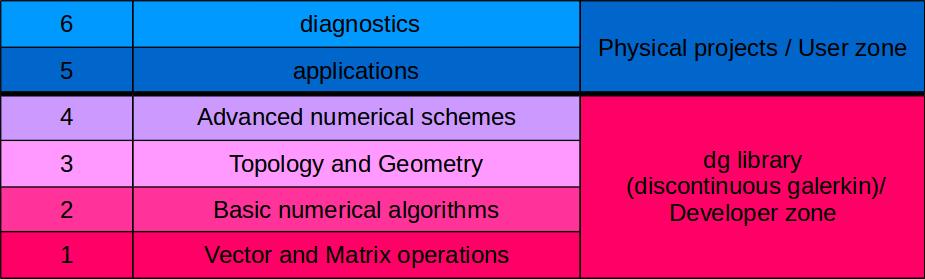 6 diagnostics
Physical projects / User zone
5 applications
4 Advanced numerical schemes
3 Topology and Geometry
dg library
(discontinuous galerkin)/
Developer zone
2 Basic numerical algorithms
1 Vector and Matrix operations